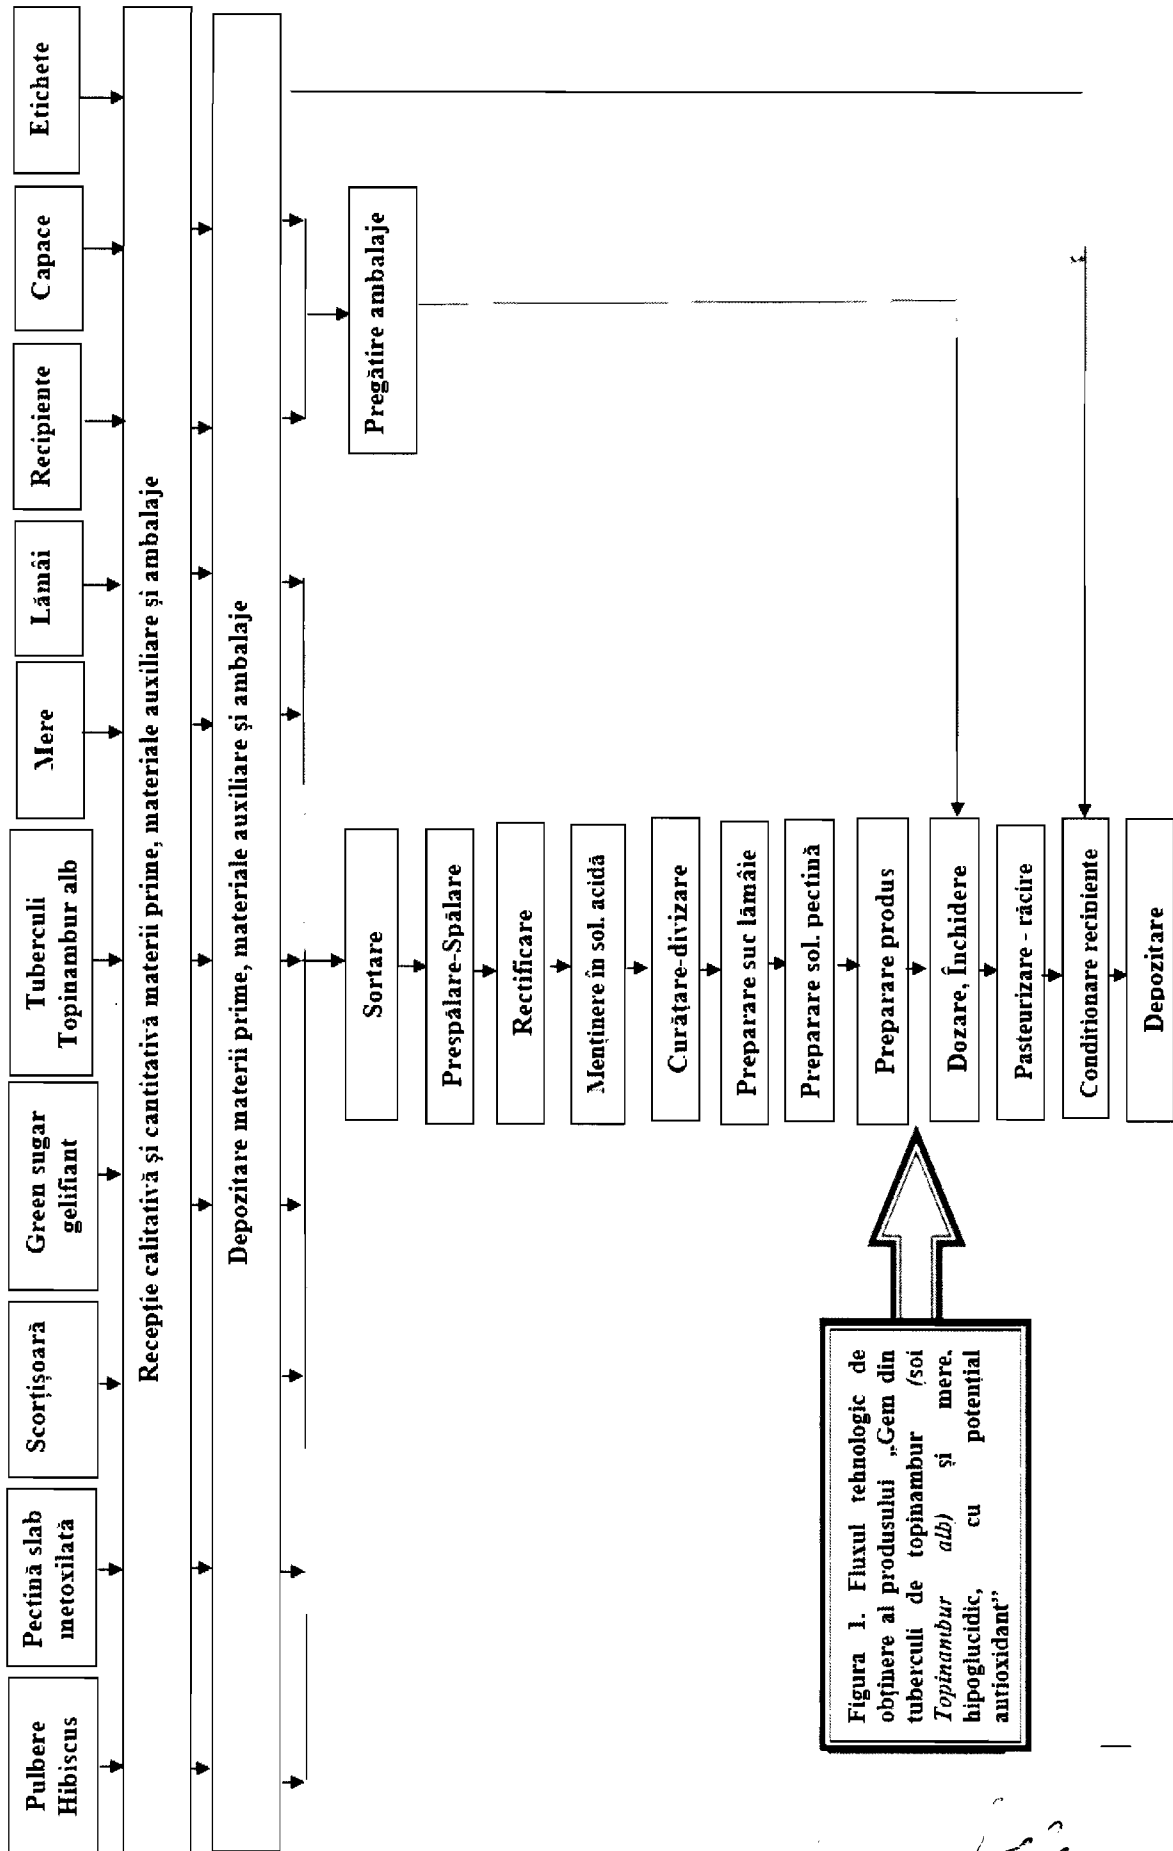 Pulbere
Hibiscus
Pectină slab
metoxilată
Scorțișoară
Green sugar
gelifiant
Tuberculi
Topinambur alb
Mere
Lămâi
Recipiente
Capace
Etichete
Recepție calitativă și cantitativă materii prime, materiale auxiliare și ambalaje
Depozitare materii prime, materiale auxiliare și ambalaje
Pregătire ambalaje
Sortare
Prespălare-Spălare
Rectificare
Menținere în sol. acidă
Curățare-divizare
Preparare suc lămâie
Preparare sol. pectină
Preparare produs
Dozare, Închidere
Pasteurizare - răcire
Conditionare recipiente
Depozitare
Figura 1. Fluxul tehnologic de
obținere al produsului „Gem din
tuberculi de topinambur (soi
Topinambur alb) și mere,
hipoglucidic, cu potențial
antioxidant”